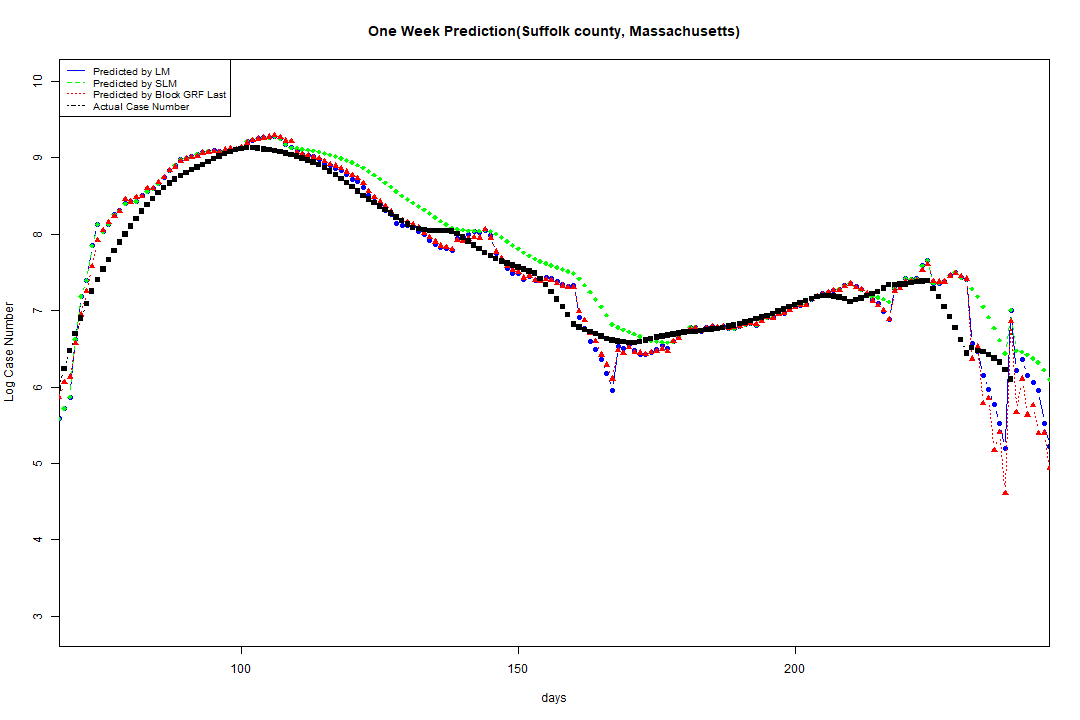 One Week Prediction(Suffolk county, Massachusetts)
Predicted by LM
Predicted by SLM
Predicted by Block GRF Last
Actual Case Number
10
9
8
7
6
5
4
3
Log Case Number
100 150 200
days